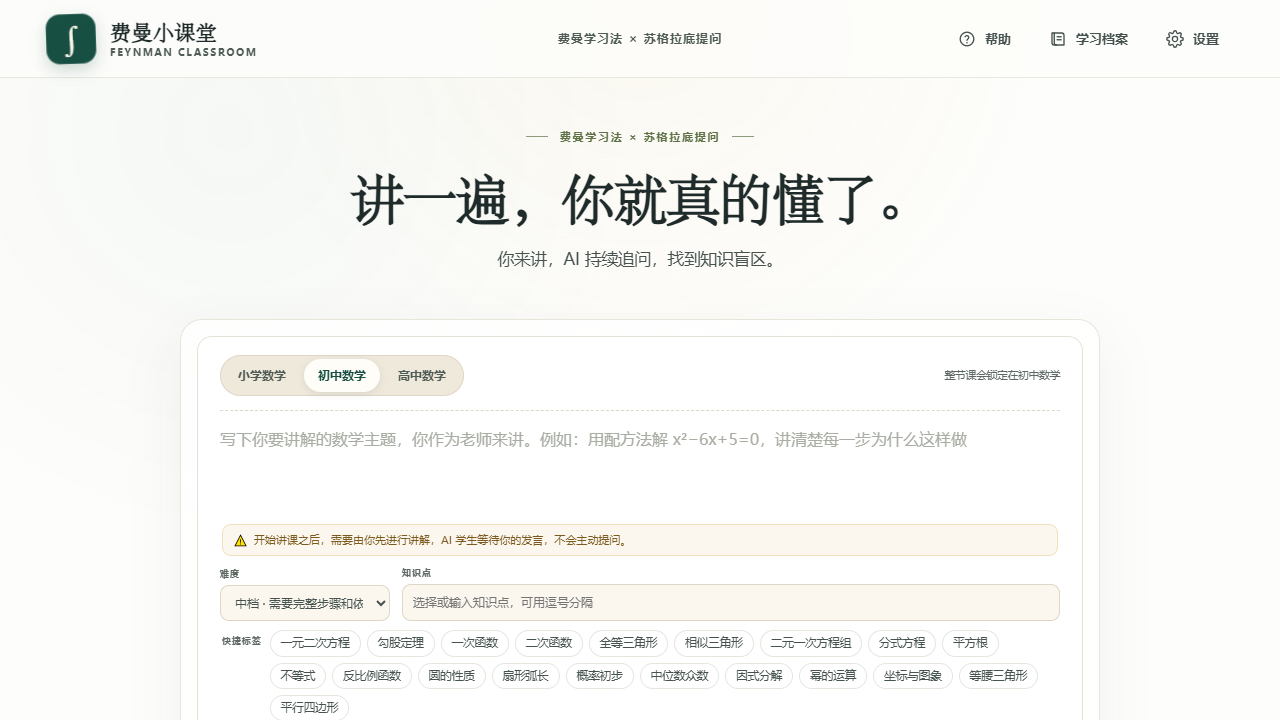 ∫
费曼小课堂
FEYNMAN CLASSROOM
费曼学习法 × 苏格拉底提问
帮助
学习档案
设置
费曼学习法 × 苏格拉底提问
讲一遍，你就真的懂了。
你来讲，AI 持续追问，找到知识盲区。
小学数学 初中数学 高中数学
整节课会锁定在初中数学
写下你要讲解的数学主题，你作为老师来讲。例如：用配方法解 x²−6x+5=0，讲清楚每一步为什么这样做
开始讲课之后，需要由你先进行讲解，AI 学生等待你的发言，不会主动提问。
难度
知识点
中档 · 需要完整步骤和依
选择或输入知识点，可用逗号分隔
快捷标签 一元二次方程 勾股定理 一次函数 二次函数 全等三角形 相似三角形 二元一次方程组 分式方程 平方根
不等式 反比例函数 圆的性质 扇形弧长 概率初步 中位数众数 因式分解 幂的运算 坐标与图象 等腰三角形
平行四边形